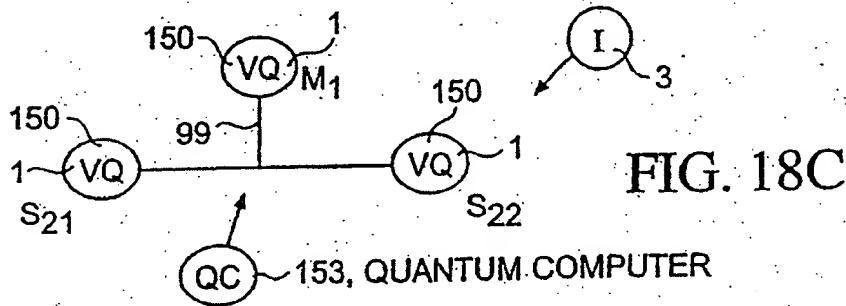 150 1
VQ M1
I 3
150 99 150
1 VQ VQ 1
S21 S22
FIG. 18C
QC 153, QUANTUM COMPUTER